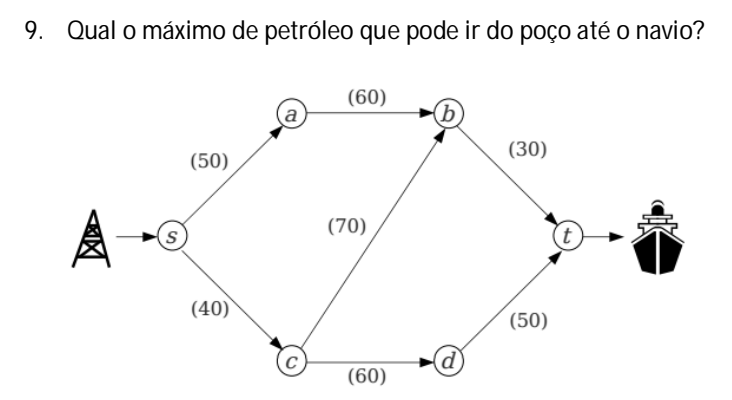 9. Qual o máximo de petróleo que pode ir do poço até o navio?
(60)
a
b
(50)
(30)
(70)
s
t
(40)
(50)
c
d
(60)